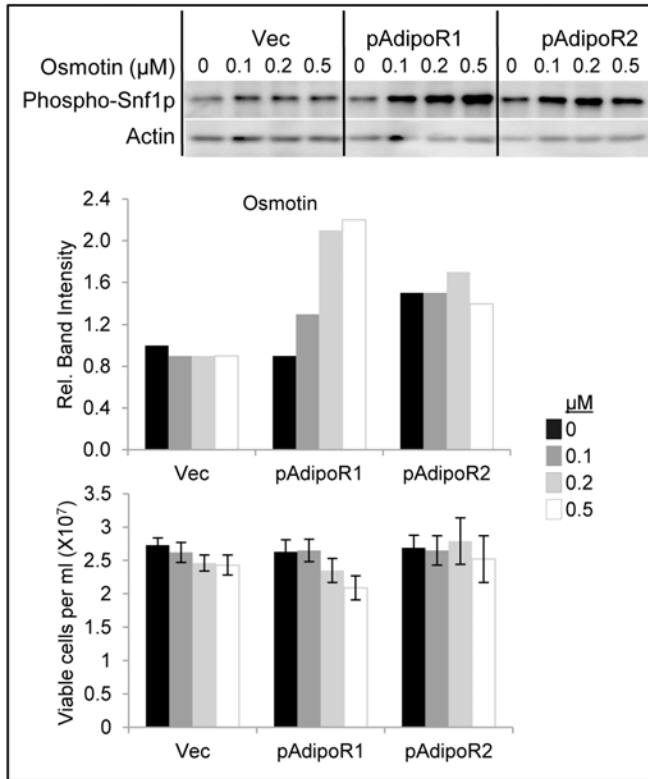 Vec pAdipoR1 pAdipoR2
Osmotin (µM) 0 0.1 0.2 0.5 0 0.1 0.2 0.5 0 0.1 0.2 0.5
Phospho-Snf1p
Actin
Osmotin
Rel. Band Intensity
2.4
2.0
1.6
1.2
0.8
0.4
0.0
Vec pAdipoR1 pAdipoR2
µM
0
0.1
0.2
0.5
Viable cells per ml (X10⁷)
3.5
3
2.5
2
1.5
1
0.5
0
Vec pAdipoR1 pAdipoR2